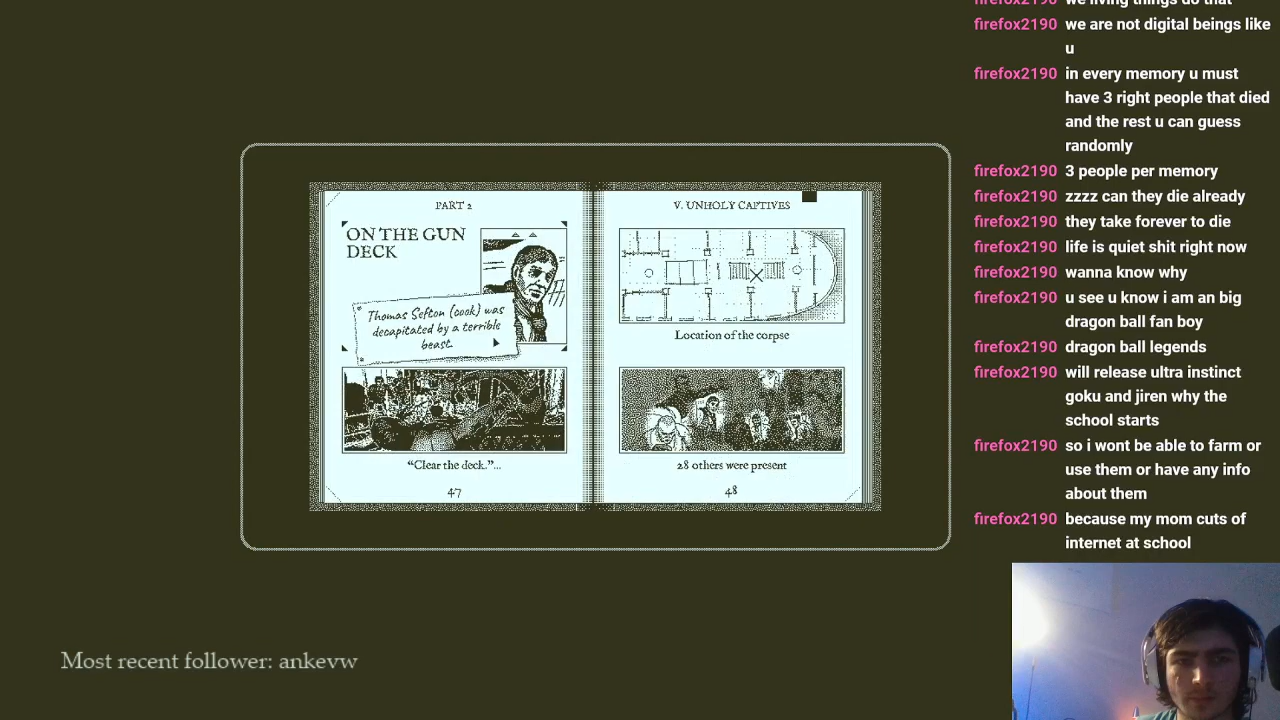 PART 2
ON THE GUN
DECK
Thomas Sefton (cook) was
decapitated by a terrible
beast.
"Clear the deck."...
47
V. UNHOLY CAPTIVES
Location of the corpse
28 others were present
48
Most recent follower: ankevw
firefox2190 we living things do that
firefox2190 we are not digital beings like
u
firefox2190 in every memory u must
have 3 right people that died
and the rest u can guess
randomly
firefox2190 3 people per memory
firefox2190 zzzz can they die already
firefox2190 they take forever to die
firefox2190 life is quiet shit right now
firefox2190 wanna know why
firefox2190 u see u know i am an big
dragon ball fan boy
firefox2190 dragon ball legends
firefox2190 will release ultra instinct
goku and jiren why the
school starts
firefox2190 so i wont be able to farm or
use them or have any info
about them
firefox2190 because my mom cuts of
internet at school